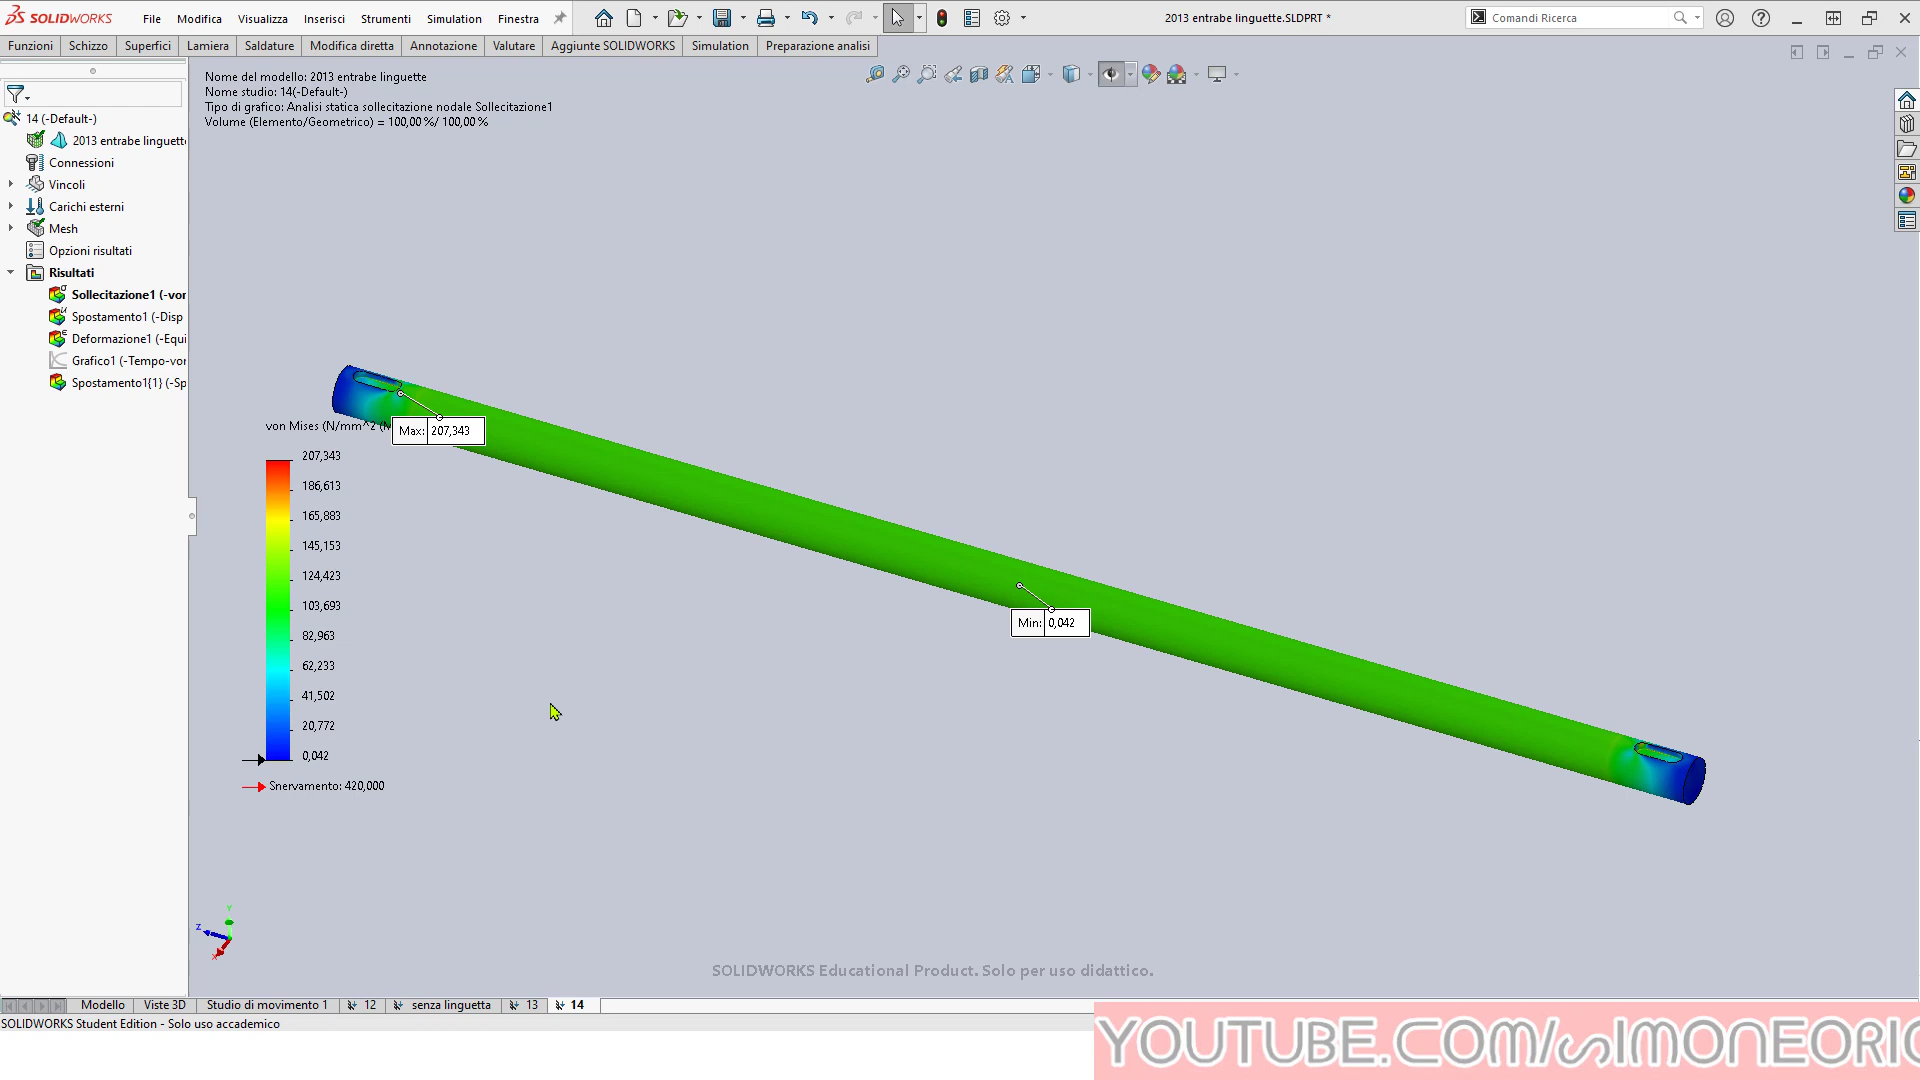 SOLIDWORKS
File
Modifica
Visualizza
Inserisci
Strumenti
Simulation
Finestra
2013 entrabe linguette.SLDPRT *
Comandi Ricerca
Funzioni
Schizzo
Superfici
Lamiera
Saldature
Modifica diretta
Annotazione
Valutare
Aggiunte SOLIDWORKS
Simulation
Preparazione analisi
14 (-Default-)
2013 entrabe linguette
Connessioni
Vincoli
Carichi esterni
Mesh
Opzioni risultati
Risultati
Sollecitazione1 (-von
Spostamento1 (-Disp
Deformazione1 (-Equi
Grafico1 (-Tempo-vor
Spostamento1{1} (-Sp
Nome del modello: 2013 entrabe linguette
Nome studio: 14(-Default-)
Tipo di grafico: Analisi statica sollecitazione nodale Sollecitazione1
Volume (Elemento/Geometrico) = 100,00 %/ 100,00 %
von Mises (N/mm^2 (M
Max: 207,343
207,343
186,613
165,883
145,153
124,423
103,693
82,963
62,233
41,502
20,772
0,042
Snervamento: 420,000
Min: 0,042
Y
Z
X
SOLIDWORKS Educational Product. Solo per uso didattico.
Modello
Viste 3D
Studio di movimento 1
12
senza linguetta
13
14
SOLIDWORKS Student Edition - Solo uso accademico
YOUTUBE.COM/SIMONEORIO